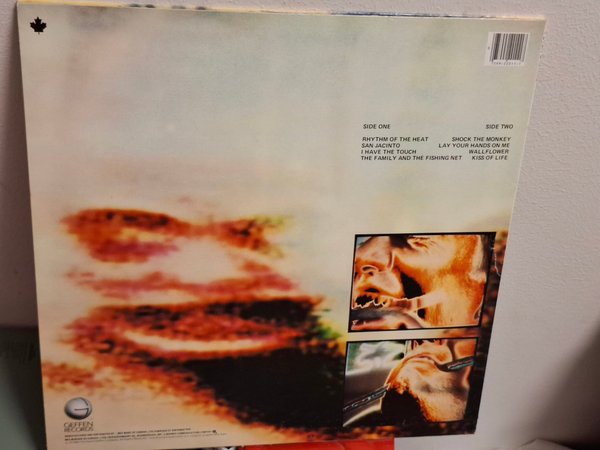 SIDE ONE
SIDE TWO
RHYTHM OF THE HEAT
SAN JACINTO
I HAVE THE TOUCH
THE FAMILY AND THE FISHING NET
SHOCK THE MONKEY
LAY YOUR HANDS ON ME
WALLFLOWER
KISS OF LIFE
GEFFEN
RECORDS